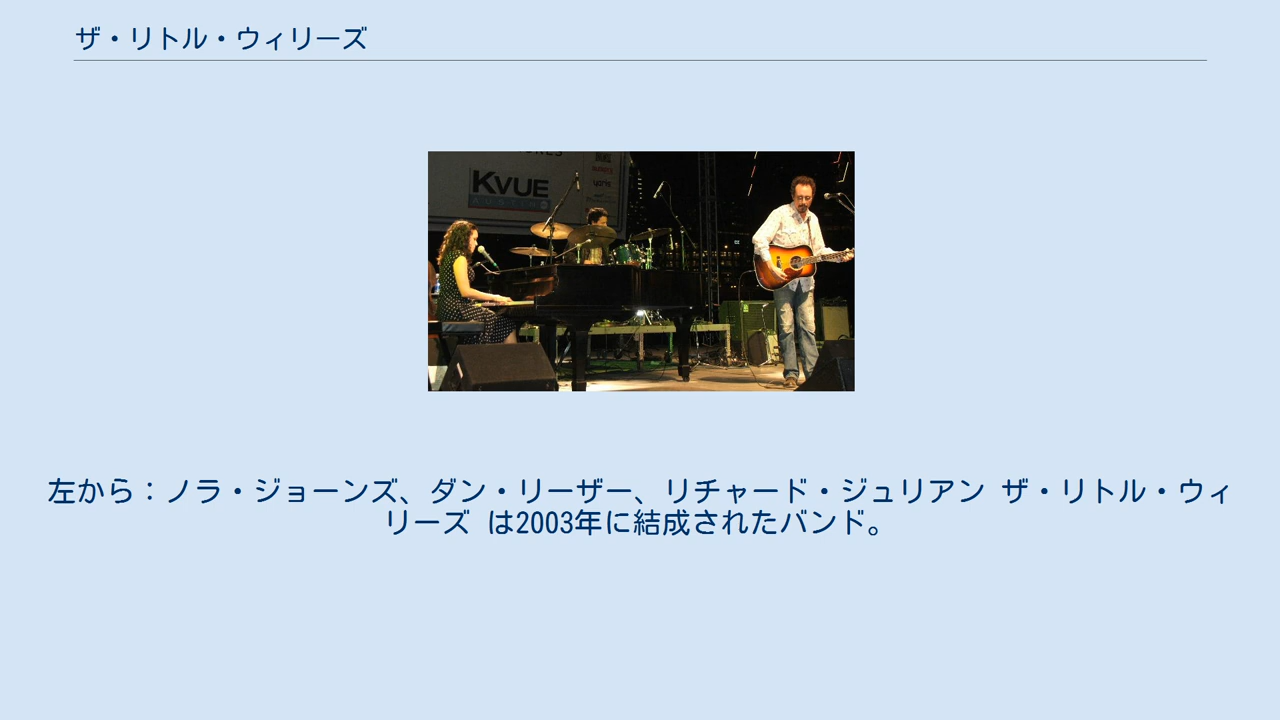 ザ・リトル・ウィリーズ
KVUE
AUSTIN
左から：ノラ・ジョーンズ、ダン・リーザー、リチャード・ジュリアン ザ・リトル・ウィ
リーズ は2003年に結成されたバンド。